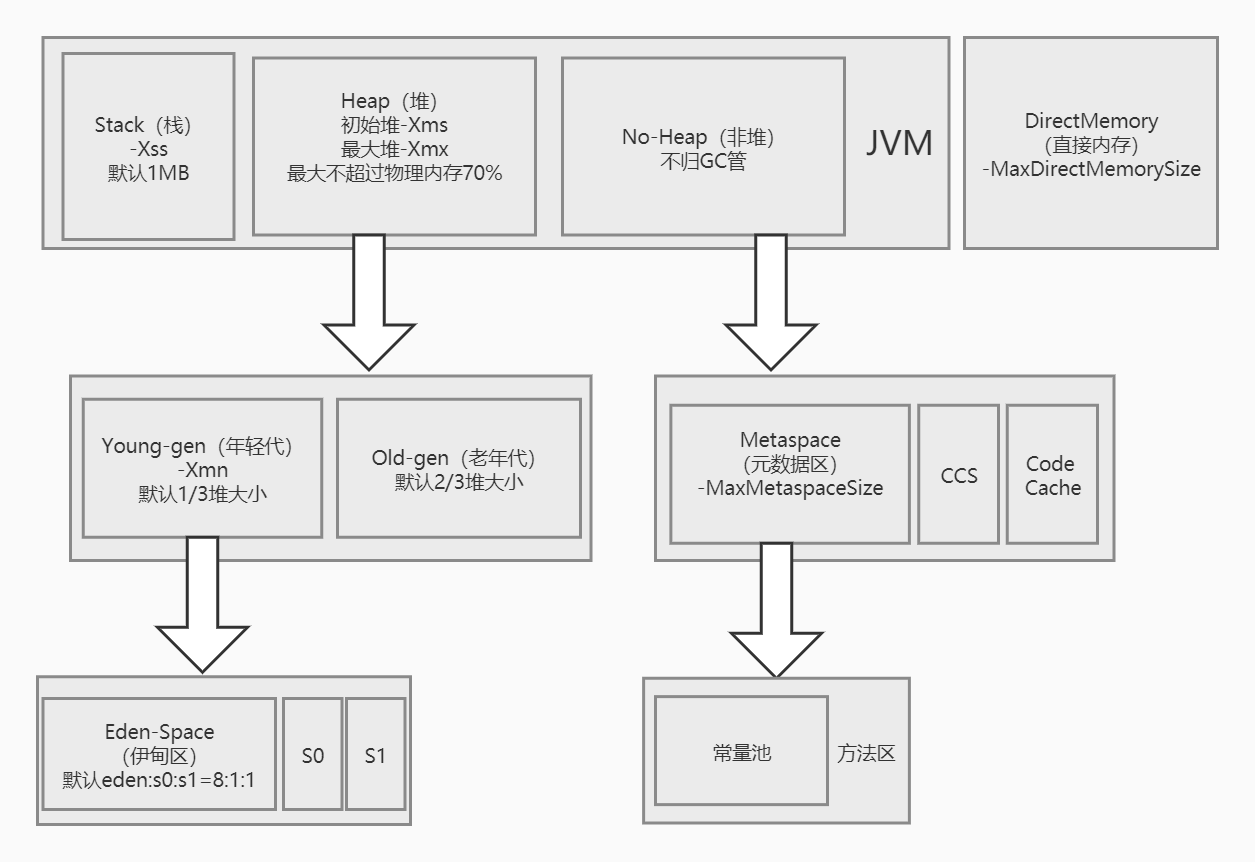 Stack（栈）
-Xss
默认1MB
Heap（堆）
初始堆-Xms
最大堆-Xmx
最大不超过物理内存70%
No-Heap（非堆）
不归GC管
JVM
DirectMemory
(直接内存)
-MaxDirectMemorySize
Young-gen（年轻代）
-Xmn
默认1/3堆大小
Old-gen（老年代）
默认2/3堆大小
Metaspace
(元数据区)
-MaxMetaspaceSize
CCS
Code
Cache
Eden-Space
（伊甸区）
默认eden:s0:s1=8:1:1
S0
S1
常量池
方法区